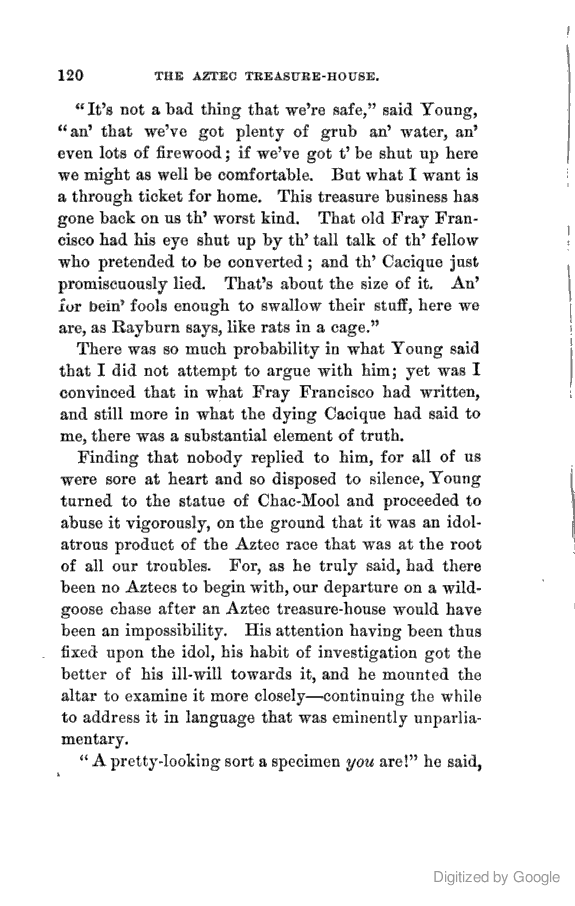 120 THE AZTEC TREASURE-HOUSE.
"It's not a bad thing that we're safe," said Young,
"an' that we've got plenty of grub an' water, an'
even lots of firewood; if we've got t' be shut up here
we might as well be comfortable. But what I want is
a through ticket for home. This treasure business has
gone back on us th' worst kind. That old Fray Fran-
cisco had his eye shut up by th' tall talk of th' fellow
who pretended to be converted; and th' Cacique just
promiscuously lied. That's about the size of it. An'
for bein' fools enough to swallow their stuff, here we
are, as Rayburn says, like rats in a cage."
There was so much probability in what Young said
that I did not attempt to argue with him; yet was I
convinced that in what Fray Francisco had written,
and still more in what the dying Cacique had said to
me, there was a substantial element of truth.
Finding that nobody replied to him, for all of us
were sore at heart and so disposed to silence, Young
turned to the statue of Chac-Mool and proceeded to
abuse it vigorously, on the ground that it was an idol-
atrous product of the Aztec race that was at the root
of all our troubles. For, as he truly said, had there
been no Aztecs to begin with, our departure on a wild-
goose chase after an Aztec treasure-house would have
been an impossibility. His attention having been thus
fixed upon the idol, his habit of investigation got the
better of his ill-will towards it, and he mounted the
altar to examine it more closely—continuing the while
to address it in language that was eminently unparlia-
mentary.
"A pretty-looking sort a specimen you are!" he said,
Digitized by Google